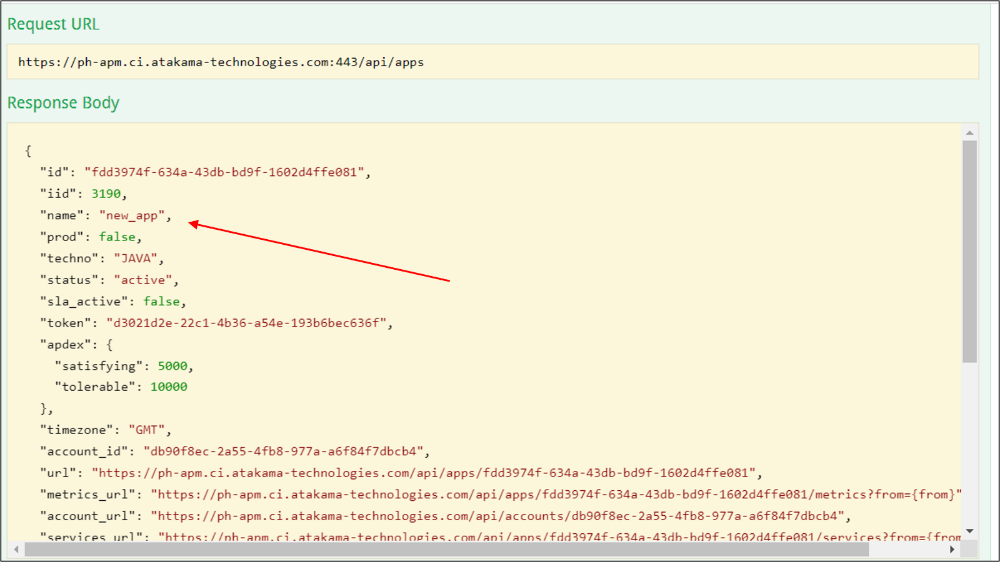 Request URL
https://ph-apm.ci.atakama-technologies.com:443/api/apps
Response Body
{
"id": "fdd3974f-634a-43db-bd9f-1602d4ffe081",
"iid": 3190,
"name": "new_app",
"prod": false,
"techno": "JAVA",
"status": "active",
"sla_active": false,
"token": "d3021d2e-22c1-4b36-a54e-193b6bec636f",
"apdex": {
"satisfying": 5000,
"tolerable": 10000
},
"timezone": "GMT",
"account_id": "db90f8ec-2a55-4fb8-977a-a6f84f7dbcb4",
"url": "https://ph-apm.ci.atakama-technologies.com/api/apps/fdd3974f-634a-43db-bd9f-1602d4ffe081",
"metrics_url": "https://ph-apm.ci.atakama-technologies.com/api/apps/fdd3974f-634a-43db-bd9f-1602d4ffe081/metrics?from={from}"
"account_url": "https://ph-apm.ci.atakama-technologies.com/api/accounts/db90f8ec-2a55-4fb8-977a-a6f84f7dbcb4",
"services_url": "https://ph-apm.ci.atakama-technologies.com/api/apps/fdd3974f-634a-43db-bd9f-1602d4ffe081/services?from={from